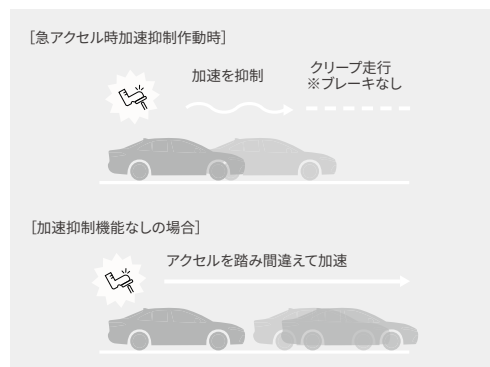 ［急アクセル時加速抑制作動時］
加速を抑制
クリープ走行
※ブレーキなし
［加速抑制機能なしの場合］
アクセルを踏み間違えて加速